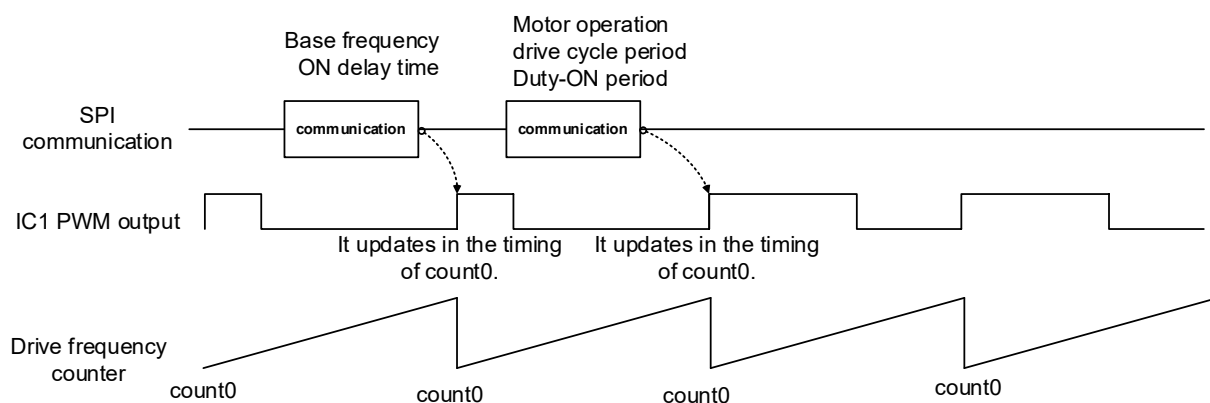 Base frequency
ON delay time
Motor operation
drive cycle period
Duty-ON period
SPI
communication
communication
communication
IC1 PWM output
It updates in the timing
of count0.
It updates in the timing
of count0.
Drive frequency
counter
count0
count0
count0
count0